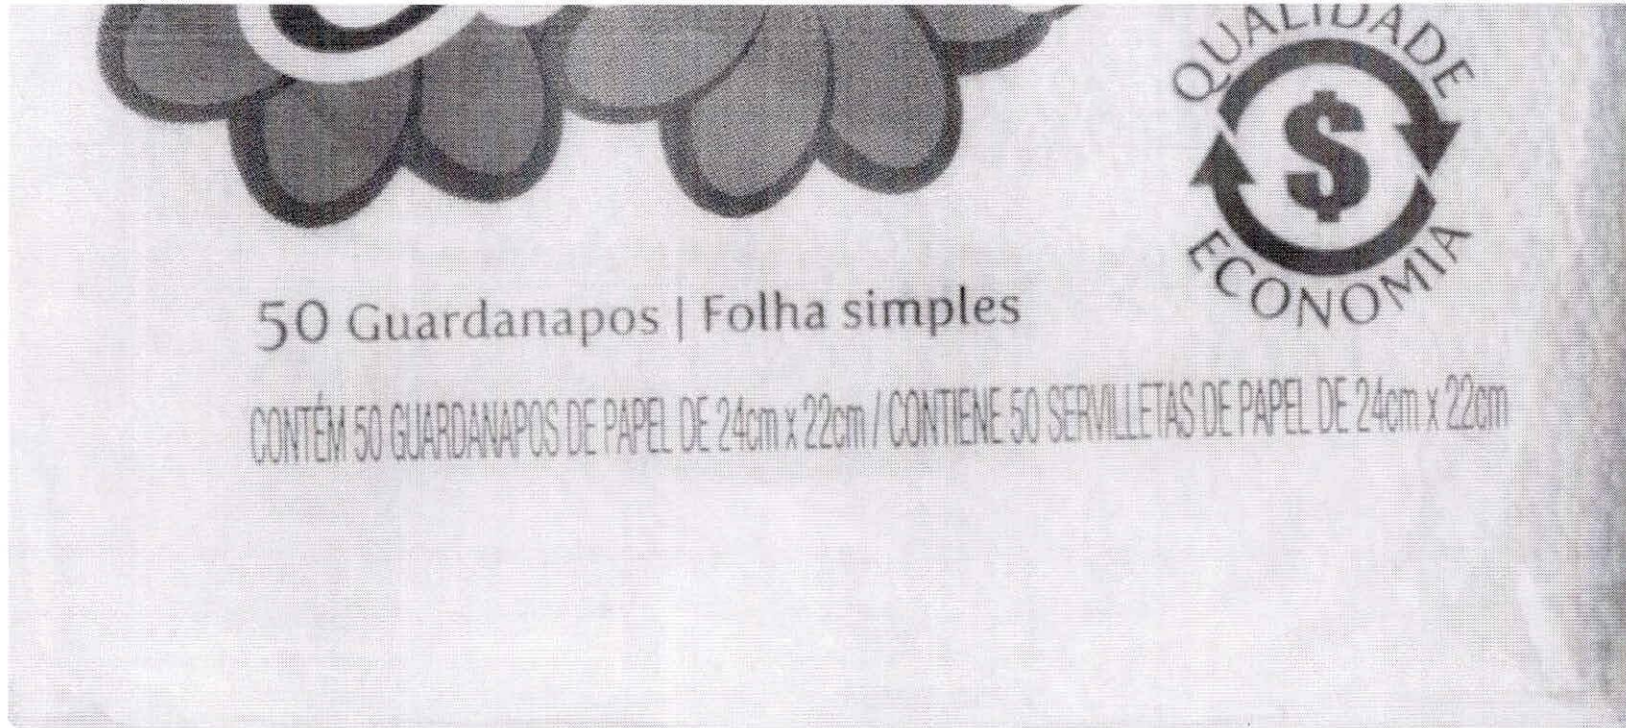 QUALIDADE
ECONOMIA
$
50 Guardanapos | Folha simples
CONTÉM 50 GUARDANAPOS DE PAPEL DE 24cm x 22cm / CONTIENE 50 SERVILLETAS DE PAPEL DE 24cm x 22cm